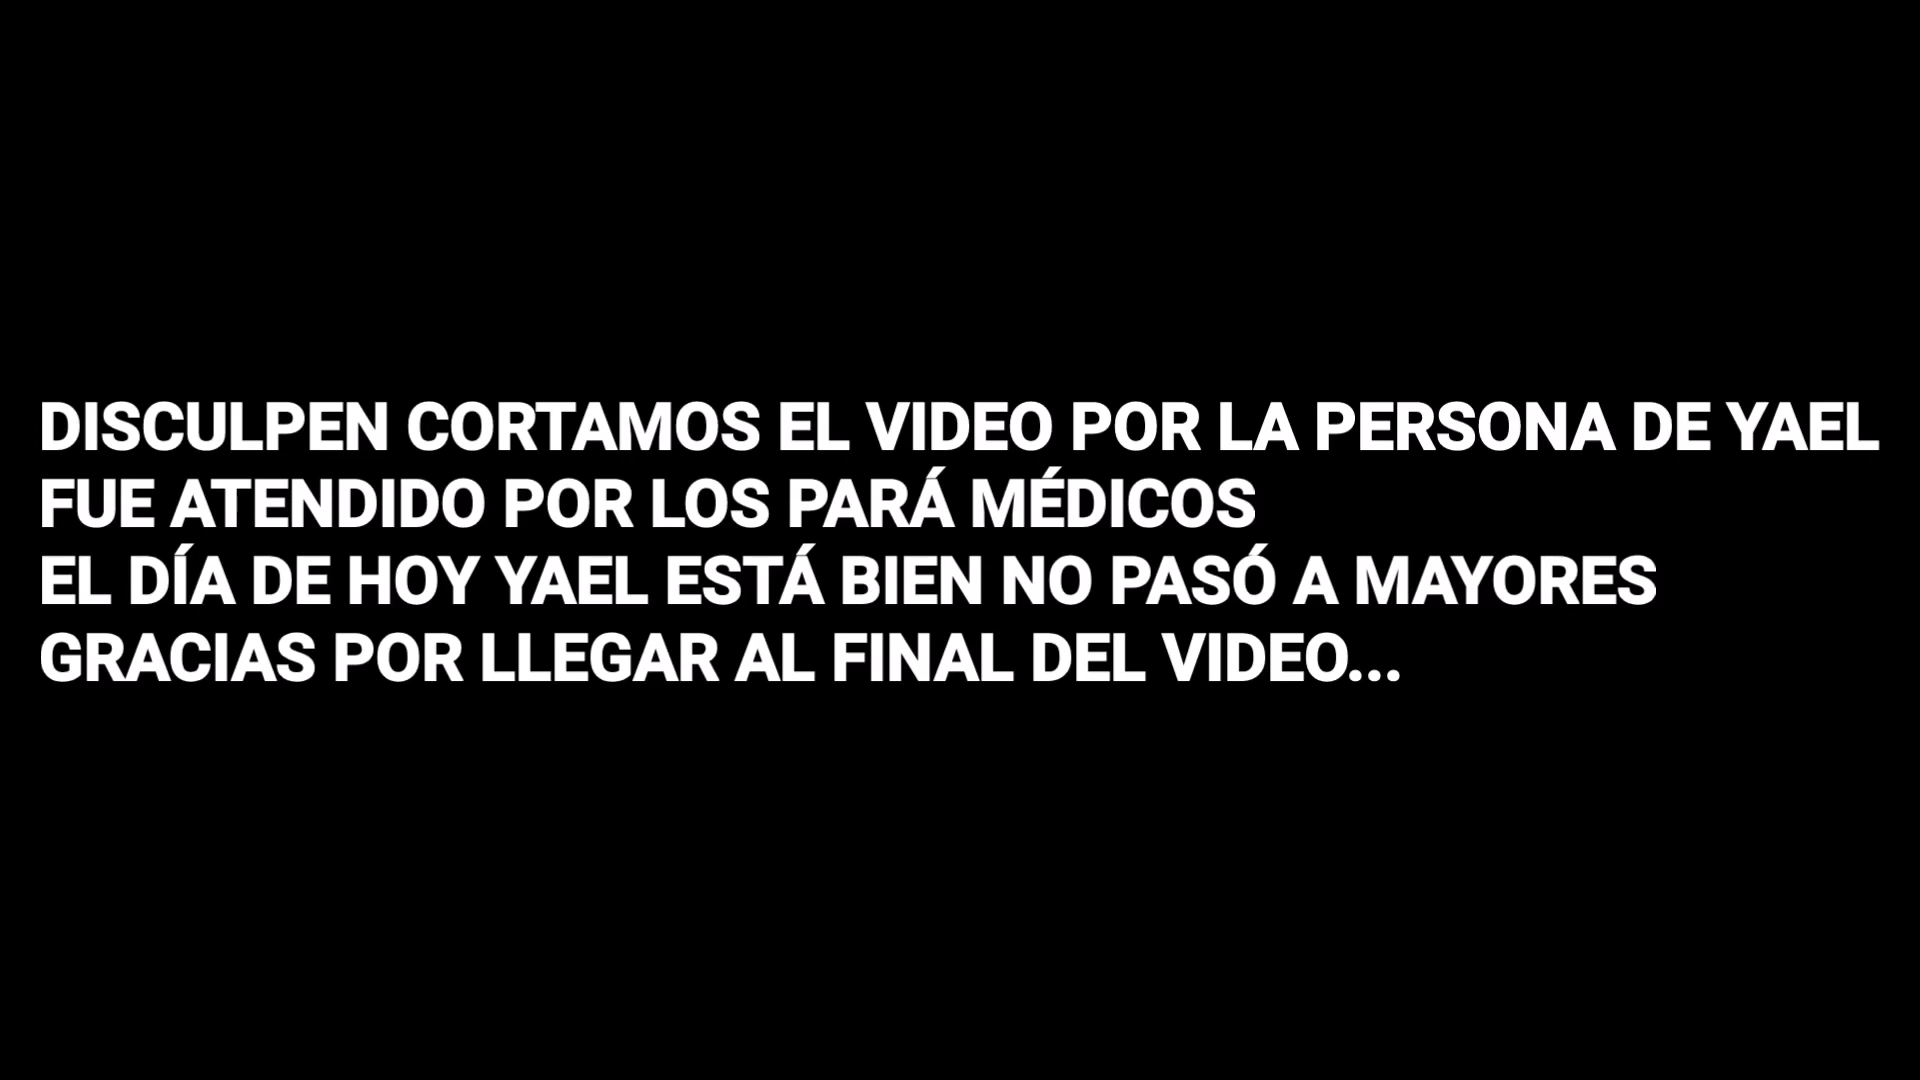 DISCULPEN CORTAMOS EL VIDEO POR LA PERSONA DE YAEL
FUE ATENDIDO POR LOS PARÁ MÉDICOS
EL DÍA DE HOY YAEL ESTÁ BIEN NO PASÓ A MAYORES
GRACIAS POR LLEGAR AL FINAL DEL VIDEO...